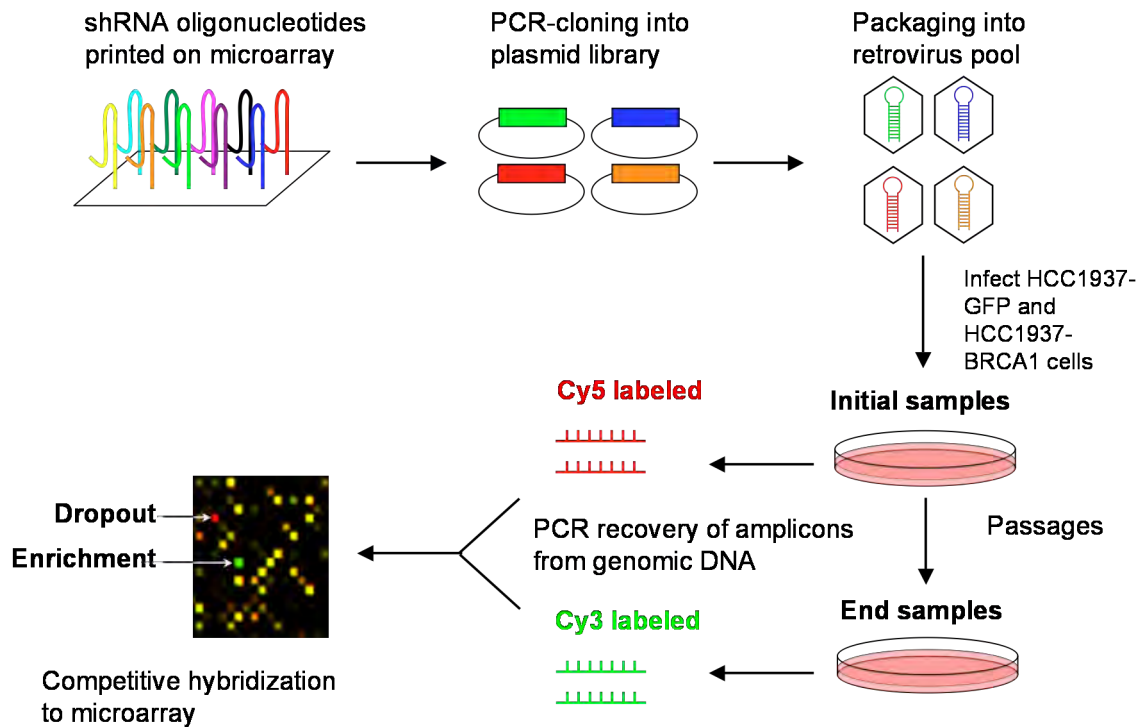 shRNA oligonucleotides
printed on microarray
PCR-cloning into
plasmid library
Packaging into
retrovirus pool
Infect HCC1937-
GFP and
HCC1937-
BRCA1 cells
Initial samples
Cy5 labeled
Passages
PCR recovery of amplicons
from genomic DNA
End samples
Cy3 labeled
Dropout
Enrichment
Competitive hybridization
to microarray